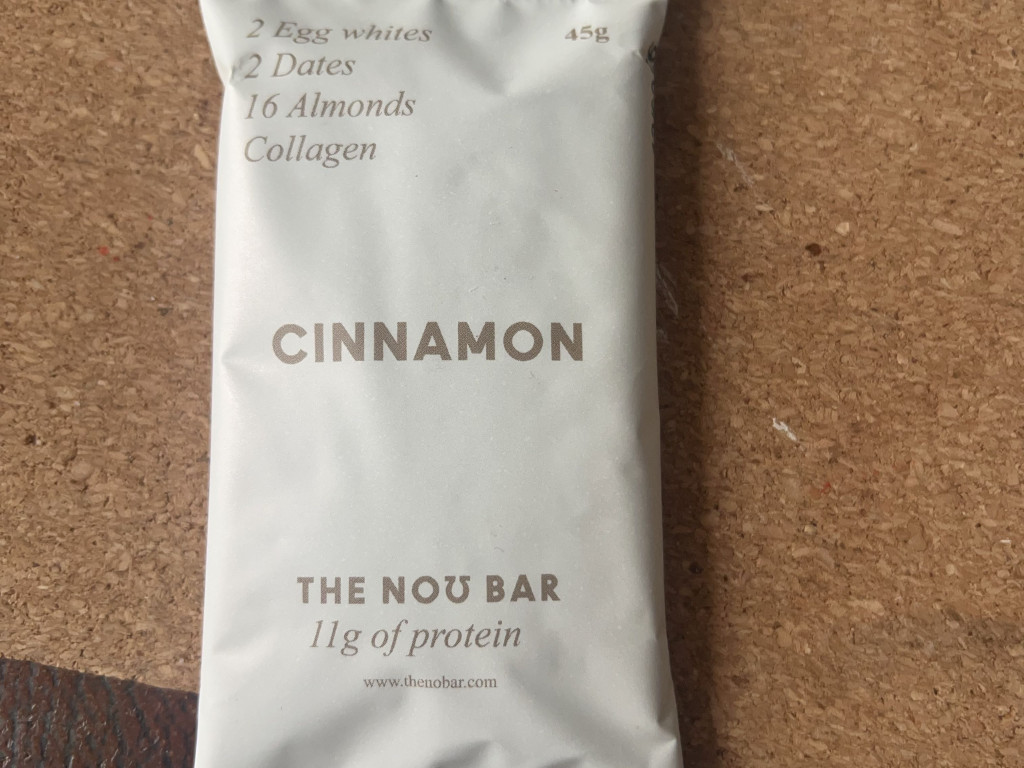 2 Egg whites 45g
2 Dates
16 Almonds
Collagen
CINNAMON
THE NOƱ BAR
11g of protein
www.thenobar.com